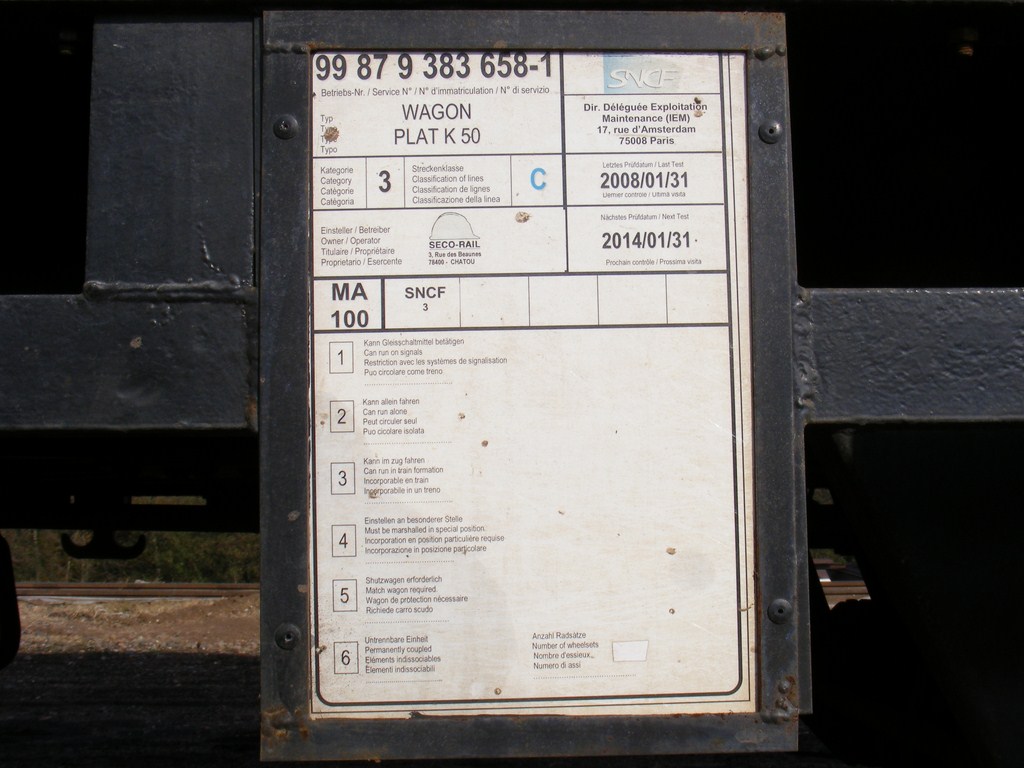 99 87 9 383 658-1
Betriebs-Nr. / Service N° / N° d'immatriculation / N° di servizio
Typ
Type
Typo
WAGON
PLAT K 50
SNCF
Dir. Déléguée Exploitation
Maintenance (IEM)
17, rue d'Amsterdam
75008 Paris
Kategorie
Category
Catégorie
Catégoria
3
Streckenklasse
Classification of lines
Classification de lignes
Classificazione della linea
C
Letztes Prüfdatum / Last Test
2008/01/31
Dernier contrôle / Ultima visita
Einsteller / Betreiber
Owner / Operator
Titulaire / Propriétaire
Proprietario / Esercente
SECO-RAIL
3, Rue des Beaunes
78400 - CHATOU
Nächstes Prüfdatum / Next Test
2014/01/31
Prochain contrôle / Prossima visita
MA
100
SNCF
3
1
Kann Gleisschaltmittel betätigen
Can run on signals
Restriction avec les systèmes de signalisation
Puo circolare come treno
2
Kann allein fahren
Can run alone
Peut circuler seul
Puo cicolare isolata
3
Kann im zug fahren
Can run in train formation
Incorporable en train
Incorporabile in un treno
4
Einstellen an besonderer Stelle
Must be marshalled in special position.
Incorporation en position particulière requise
Incorporazione in posizione particolare
5
Shutzwagen erforderlich
Match wagon required.
Wagon de protection nécessaire
Richiede carro scudo
6
Untrennbare Einheit
Permanently coupled
Eléments indissociables
Elementi indissociabili
Anzahl Radsätze
Number of wheelsets
Nombre d'essieux
Numero di assi